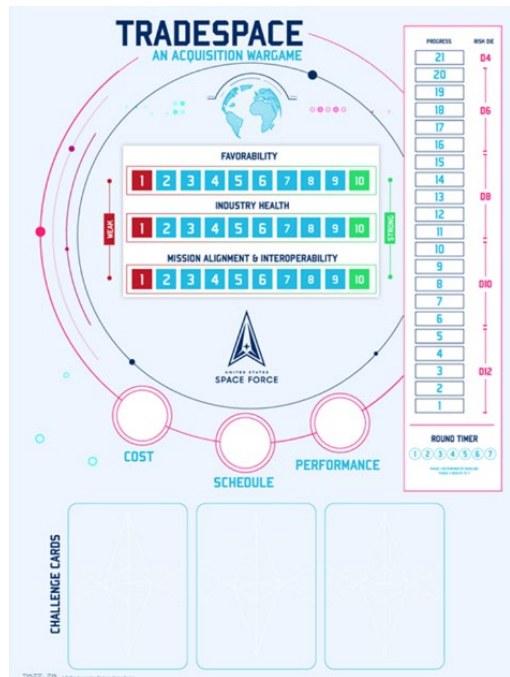 TRADESPACE
AN ACQUISITION WARGAME
FAVORABILITY
1 2 3 4 5 6 7 8 9 10
INDUSTRY HEALTH
1 2 3 4 5 6 7 8 9 10
MISSION ALIGNMENT & INTEROPERABILITY
1 2 3 4 5 6 7 8 9 10
WEAK
STRONG
UNITED STATES
SPACE FORCE
COST
SCHEDULE
PERFORMANCE
PROGRESS RISK DIE
21 D4
20
19
18 D6
17
16
15
14
13 D8
12
11
10
9
8 D10
7
6
5
4
3 D12
2
1
ROUND TIMER
1 2 3 4 5 6 7
CHALLENGE CARDS